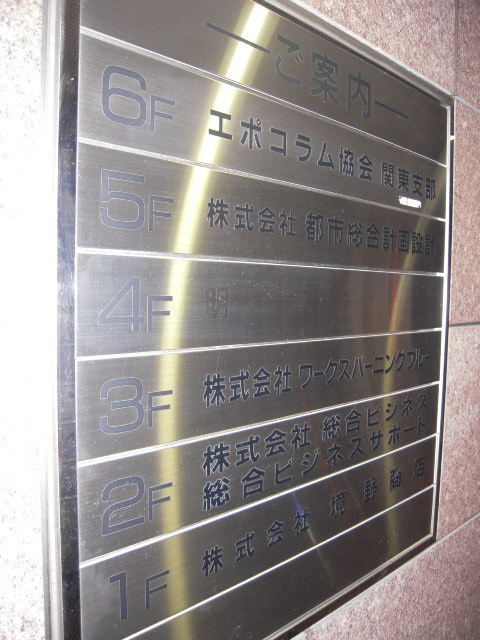 ーご案内ー
6F エポコラム協会 関東支部
5F 株式会社 都市総合計画設計
4F
3F 株式会社 ワークスバーニングブルー
2F 株式会社 総合ビジネス
総合ビジネスサポート
1F 株式会社 境野商店